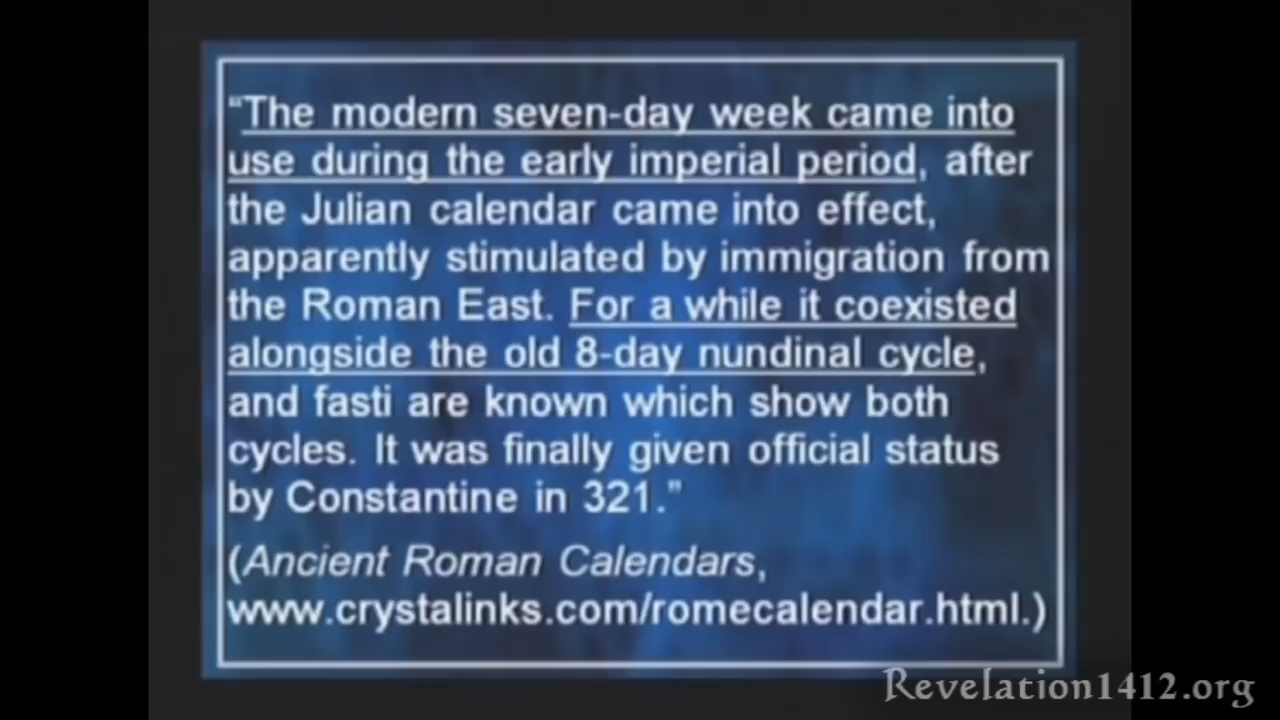 “The modern seven-day week came into
use during the early imperial period, after
the Julian calendar came into effect,
apparently stimulated by immigration from
the Roman East. For a while it coexisted
alongside the old 8-day nundinal cycle,
and fasti are known which show both
cycles. It was finally given official status
by Constantine in 321.”
(Ancient Roman Calendars,
www.crystalinks.com/romecalendar.html.)
Revelation1412.org